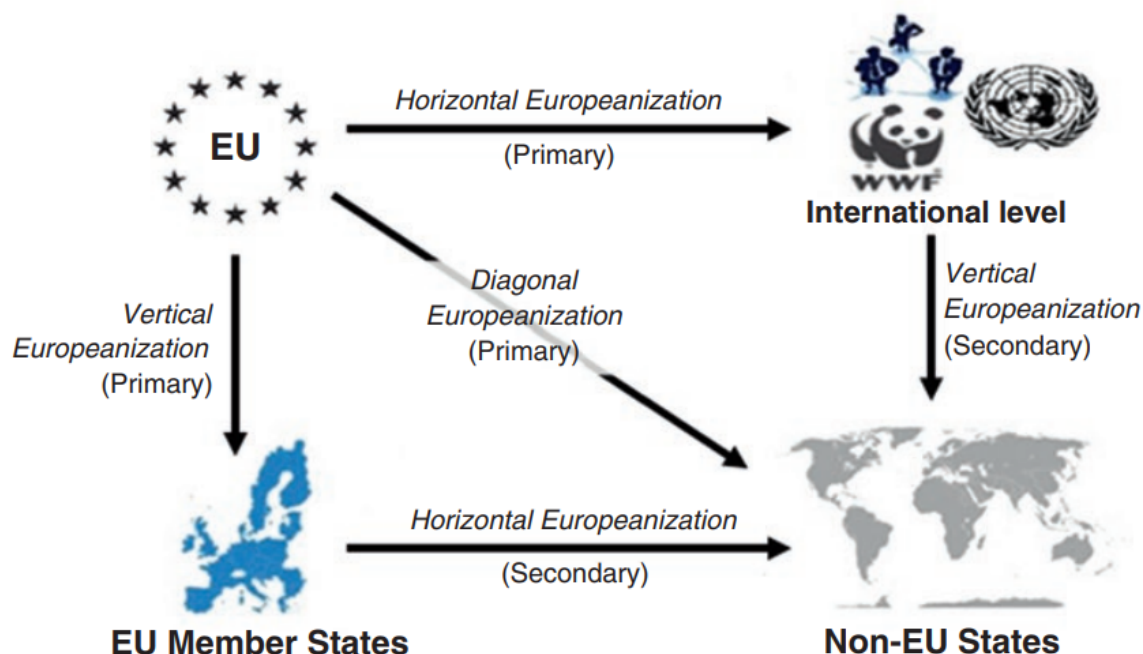 EU
Horizontal Europeanization
(Primary)
WWF
International level
Vertical
Europeanization
(Primary)
Diagonal
Europeanization
(Primary)
Vertical
Europeanization
(Secondary)
Horizontal Europeanization
(Secondary)
EU Member States
Non-EU States